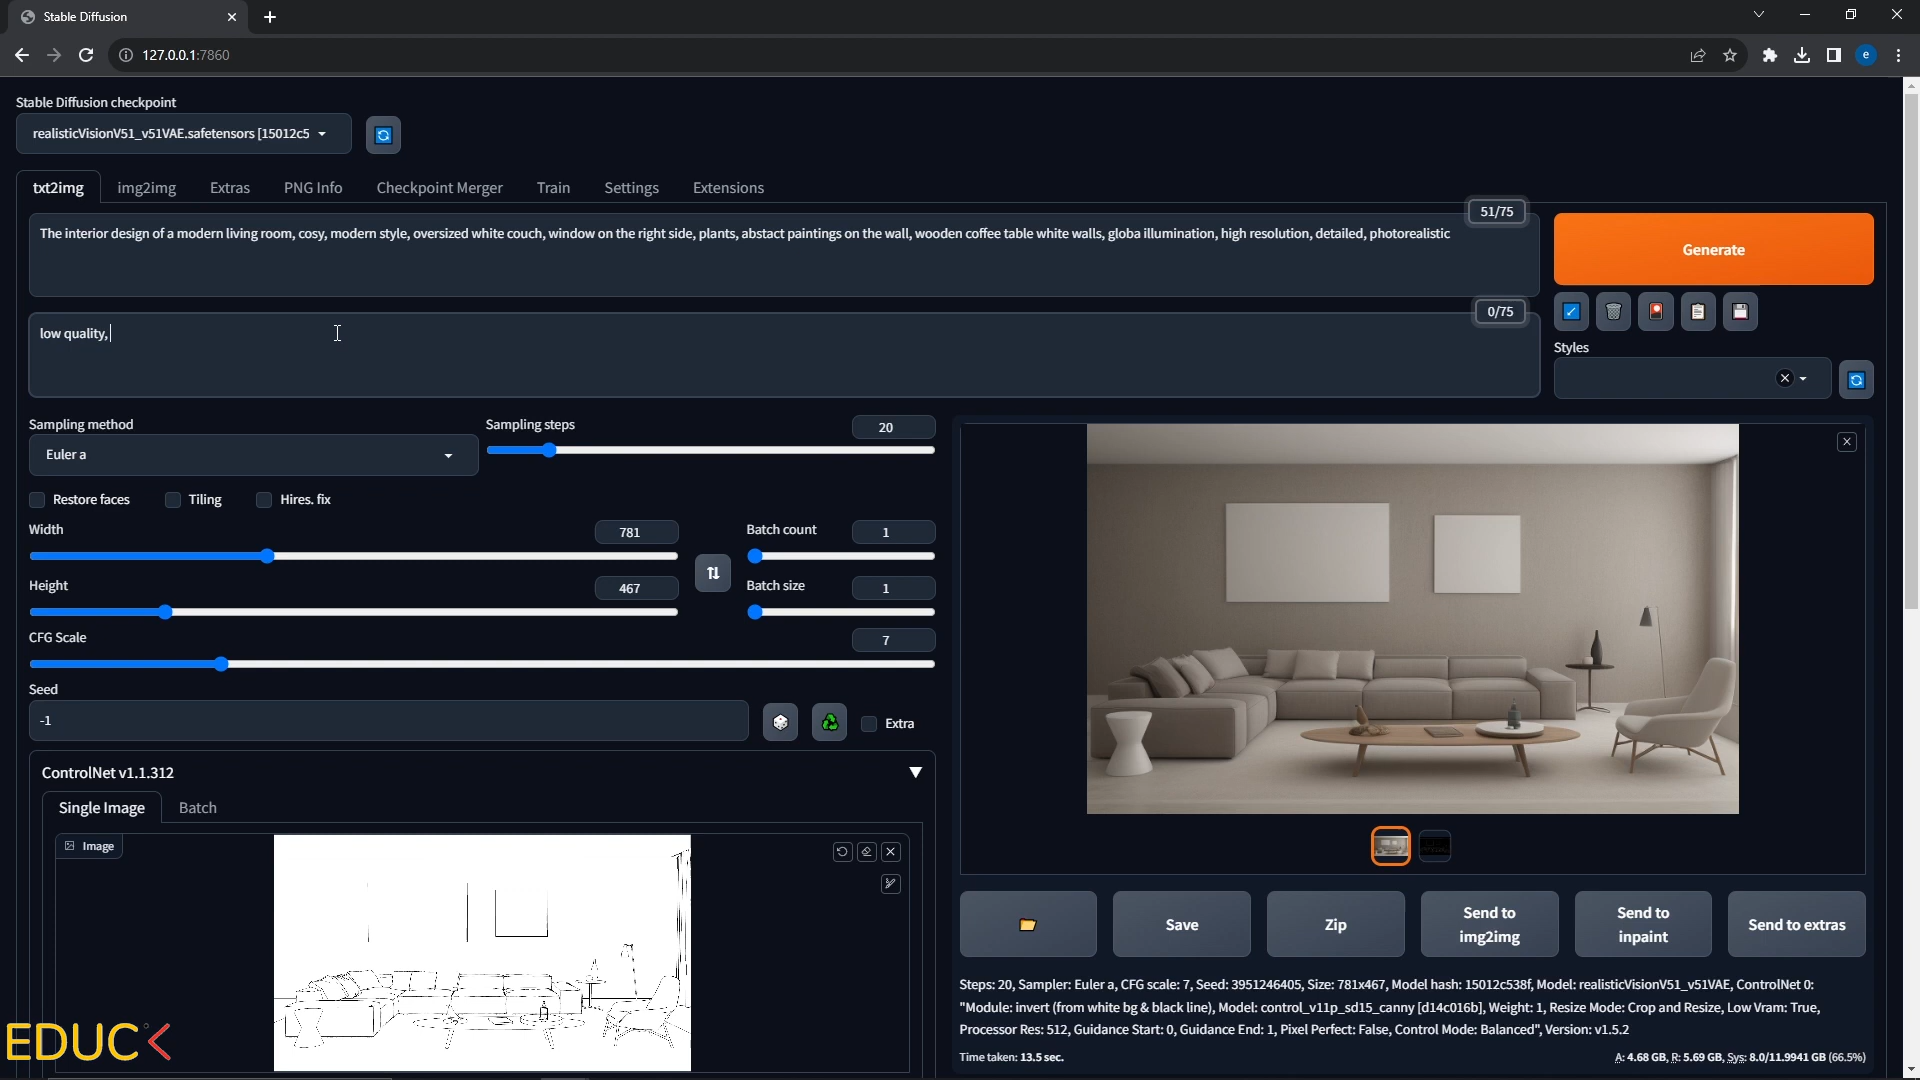 Stable Diffusion
127.0.0.1:7860
Stable Diffusion checkpoint
realisticVisionV51_v51VAE.safetensors [15012c5
txt2img img2img Extras PNG Info Checkpoint Merger Train Settings Extensions
51/75
The interior design of a modern living room, cosy, modern style, oversized white couch, window on the right side, plants, abstact paintings on the wall, wooden coffee table white walls, globa illumination, high resolution, detailed, photorealistic
Generate
0/75
low quality,
Styles
Sampling method
Euler a
Sampling steps
20
Restore faces Tiling Hires. fix
Width
781
Batch count
1
Height
467
Batch size
1
CFG Scale
7
Seed
-1
Extra
ControlNet v1.1.312
Single Image Batch
Image
Save
Zip
Send to
img2img
Send to
inpaint
Send to extras
Steps: 20, Sampler: Euler a, CFG scale: 7, Seed: 3951246405, Size: 781x467, Model hash: 15012c538f, Model: realisticVisionV51_v51VAE, ControlNet 0:
"Module: invert (from white bg & black line), Model: control_v11p_sd15_canny [d14c016b], Weight: 1, Resize Mode: Crop and Resize, Low Vram: True,
Processor Res: 512, Guidance Start: 0, Guidance End: 1, Pixel Perfect: False, Control Mode: Balanced", Version: v1.5.2
Time taken: 13.5 sec.
A: 4.68 GB, R: 5.69 GB, Sys: 8.0/11.9941 GB (66.5%)
e
EDUC